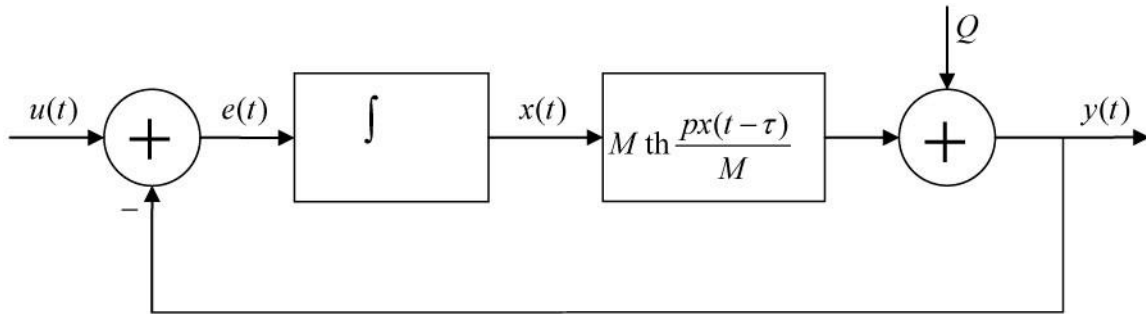 Q
u(t)
e(t)
∫
x(t)
M th px(t−τ)/M
y(t)
+
+
−